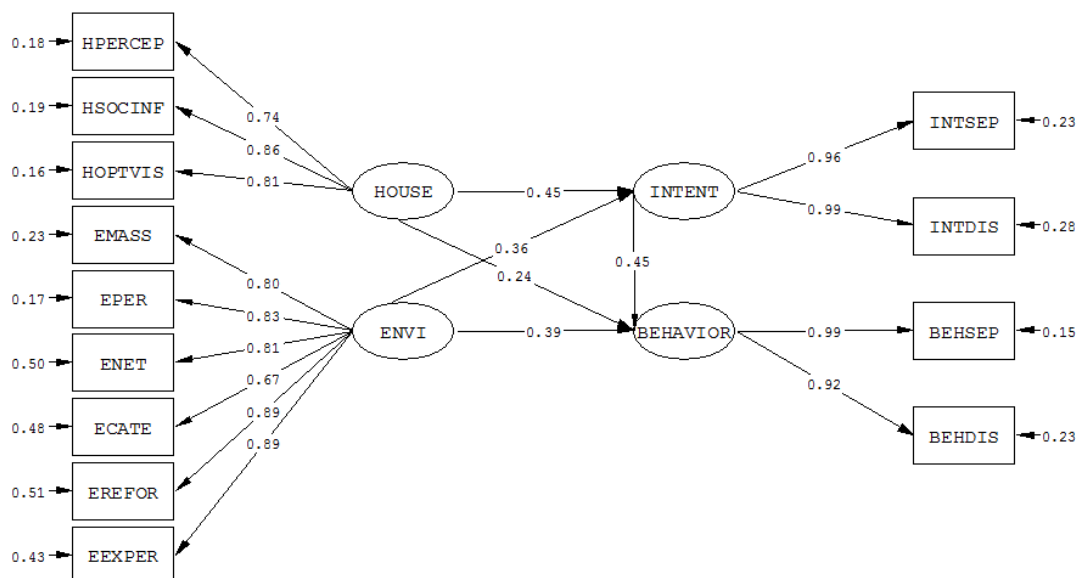 0.18 HPERCEP
0.19 HSOCINF
0.16 HOPTVIS
0.23 EMASS
0.17 EPER
0.50 ENET
0.48 ECATE
0.51 EREFOR
0.43 EEXPER
0.74
0.86
0.81
0.80
0.83
0.81
0.67
0.89
0.89
HOUSE
ENVI
0.45
0.36
0.24
0.39
0.45
INTENT
BEHAVIOR
0.96
0.99
0.99
0.92
INTSEP 0.23
INTDIS 0.28
BEHSEP 0.15
BEHDIS 0.23